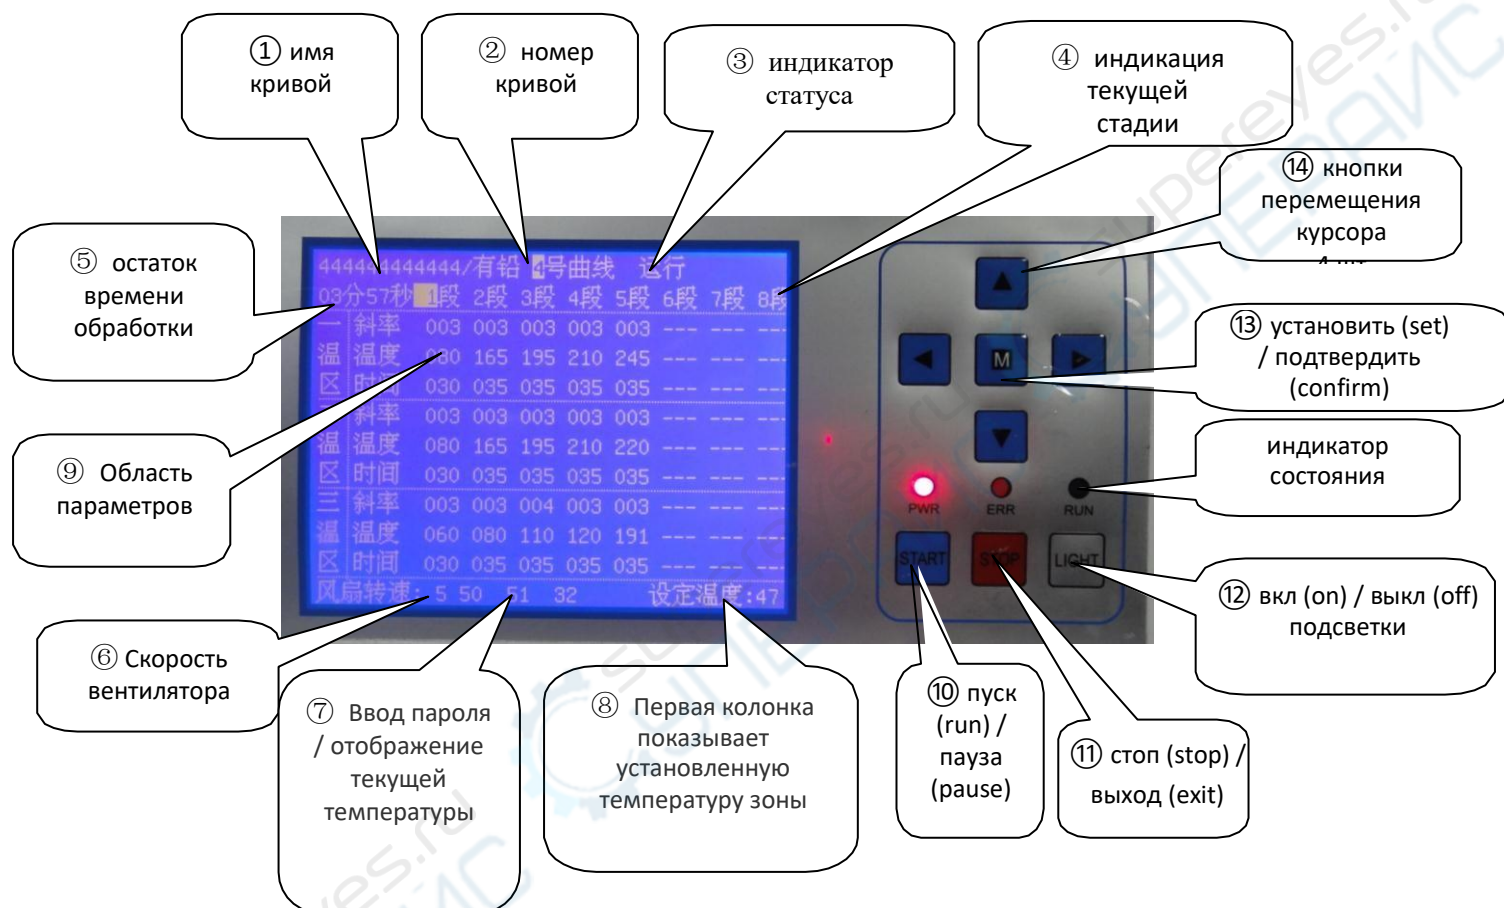 ① имя
кривой
② номер
кривой
③ индикатор
статуса
④ индикация
текущей
стадии
⑭ кнопки
перемещения
курсора
⑤ остаток
времени
обработки
⑬ установить (set)
/ подтвердить
(confirm)
индикатор
состояния
⑨ Область
параметров
⑫ вкл (on) / выкл (off)
подсветки
⑥ Скорость
вентилятора
⑦ Ввод пароля
/ отображение
текущей
температуры
⑧ Первая колонка
показывает
установленную
температуру зоны
⑩ пуск
(run) /
пауза
(pause)
⑪ стоп (stop) /
выход (exit)
/有铅 4号曲线 运行
03分57秒 1段 2段 3段 4段 5段 6段 7段 8段
一 斜率 003 003 003 003 003 --- --- ---
温 温度 080 165 195 210 245 --- --- ---
区 时间 030 035 035 035 035 --- --- ---
斜率 003 003 003 003 003 --- --- ---
温 温度 080 165 195 210 220 --- --- ---
区 时间 030 035 035 035 035 --- --- ---
三 斜率 003 003 004 003 003 --- --- ---
温 温度 060 080 110 120 191 --- --- ---
区 时间 030 035 035 035 035 --- --- ---
风扇转速: 5 50 51 32 设定温度:47
M
PWR ERR RUN
START STOP LIGHT
supereyes.ru
СУПЕРАЙС